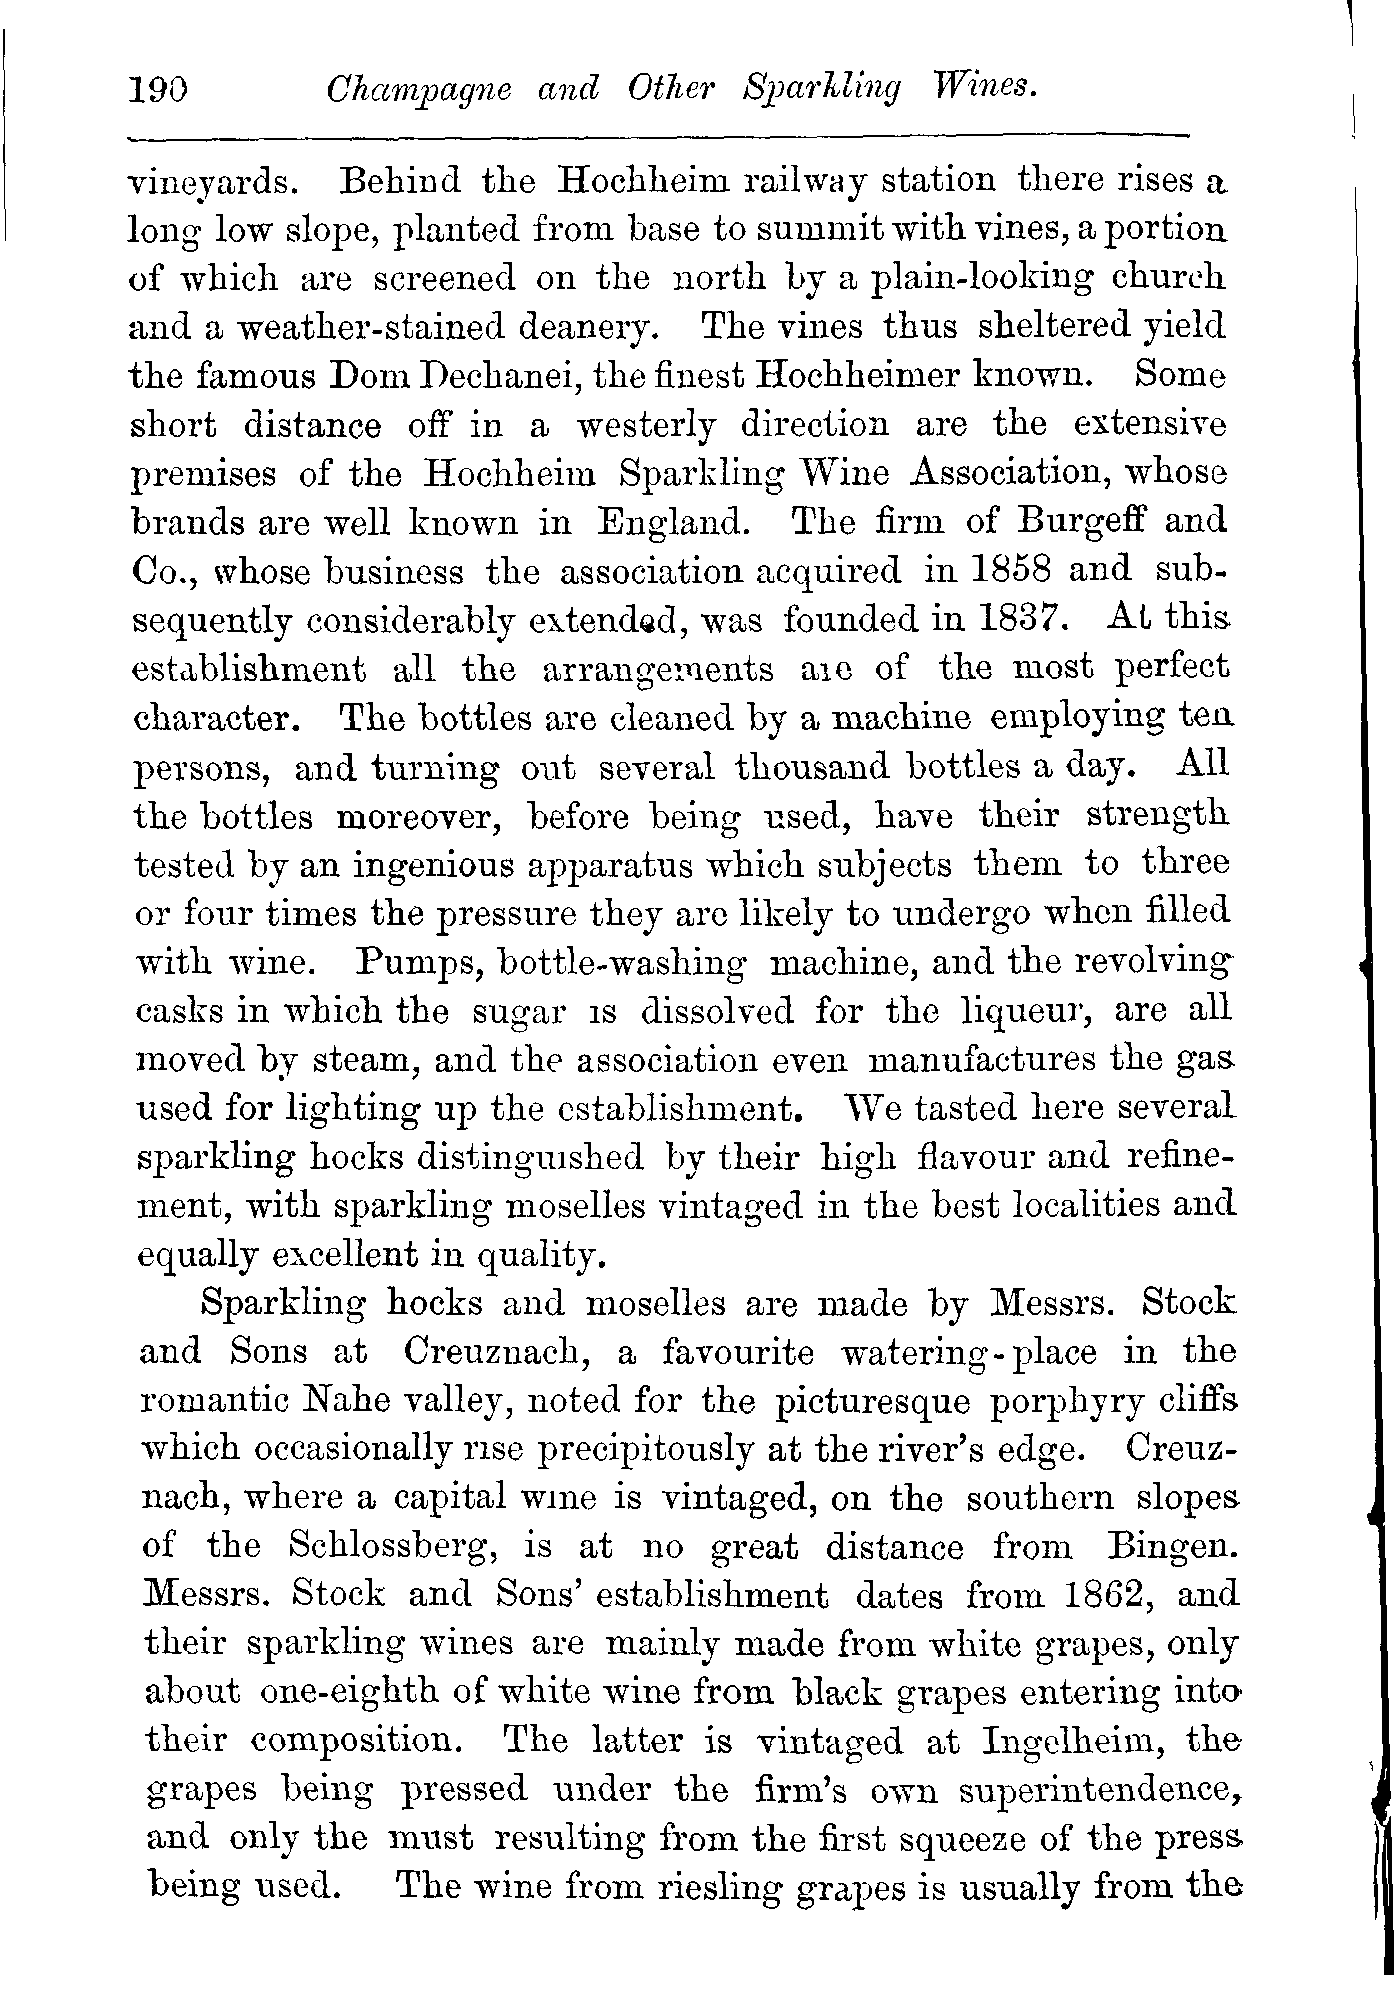 190 Champagne and Other Sparkling Wines.
vineyards. Behind the Hochheim railway station there rises a
long low slope, planted from base to summit with vines, a portion
of which are screened on the north by a plain-looking church
and a weather-stained deanery. The vines thus sheltered yield
the famous Dom Dechanei, the finest Hochheimer known. Some
short distance off in a westerly direction are the extensive
premises of the Hochheim Sparkling Wine Association, whose
brands are well known in England. The firm of Burgeff and
Co., whose business the association acquired in 1858 and sub-
sequently considerably extended, was founded in 1837. At this
establishment all the arrangements are of the most perfect
character. The bottles are cleaned by a machine employing ten
persons, and turning out several thousand bottles a day. All
the bottles moreover, before being used, have their strength
tested by an ingenious apparatus which subjects them to three
or four times the pressure they are likely to undergo when filled
with wine. Pumps, bottle-washing machine, and the revolving
casks in which the sugar is dissolved for the liqueur, are all
moved by steam, and the association even manufactures the gas
used for lighting up the establishment. We tasted here several
sparkling hocks distinguished by their high flavour and refine-
ment, with sparkling moselles vintaged in the best localities and
equally excellent in quality.
Sparkling hocks and moselles are made by Messrs. Stock
and Sons at Creuznach, a favourite watering-place in the
romantic Nahe valley, noted for the picturesque porphyry cliffs
which occasionally rise precipitously at the river's edge. Creuz-
nach, where a capital wine is vintaged, on the southern slopes
of the Schlossberg, is at no great distance from Bingen.
Messrs. Stock and Sons' establishment dates from 1862, and
their sparkling wines are mainly made from white grapes, only
about one-eighth of white wine from black grapes entering into
their composition. The latter is vintaged at Ingelheim, the
grapes being pressed under the firm's own superintendence,
and only the must resulting from the first squeeze of the press
being used. The wine from riesling grapes is usually from the